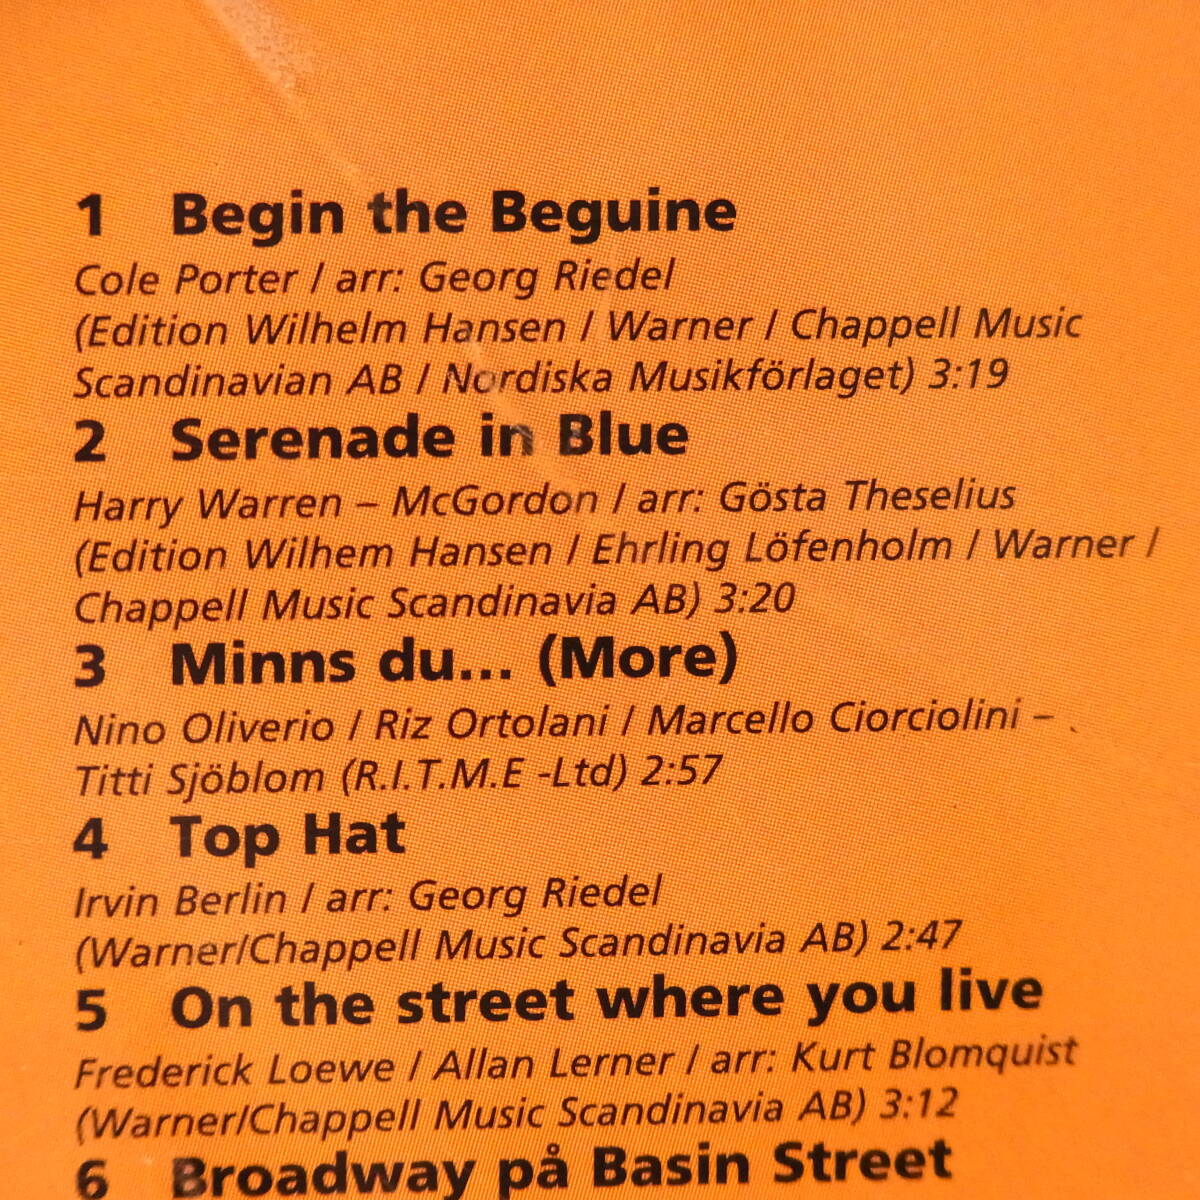 1 Begin the Beguine
Cole Porter / arr: Georg Riedel
(Edition Wilhelm Hansen / Warner / Chappell Music
Scandinavian AB / Nordiska Musikförlaget) 3:19
2 Serenade in Blue
Harry Warren – McGordon / arr: Gösta Theselius
(Edition Wilhem Hansen / Ehrling Löfenholm / Warner /
Chappell Music Scandinavia AB) 3:20
3 Minns du... (More)
Nino Oliverio / Riz Ortolani / Marcello Ciorciolini –
Titti Sjöblom (R.I.T.M.E -Ltd) 2:57
4 Top Hat
Irvin Berlin / arr: Georg Riedel
(Warner/Chappell Music Scandinavia AB) 2:47
5 On the street where you live
Frederick Loewe / Allan Lerner / arr: Kurt Blomquist
(Warner/Chappell Music Scandinavia AB) 3:12
6 Broadway på Basin Street